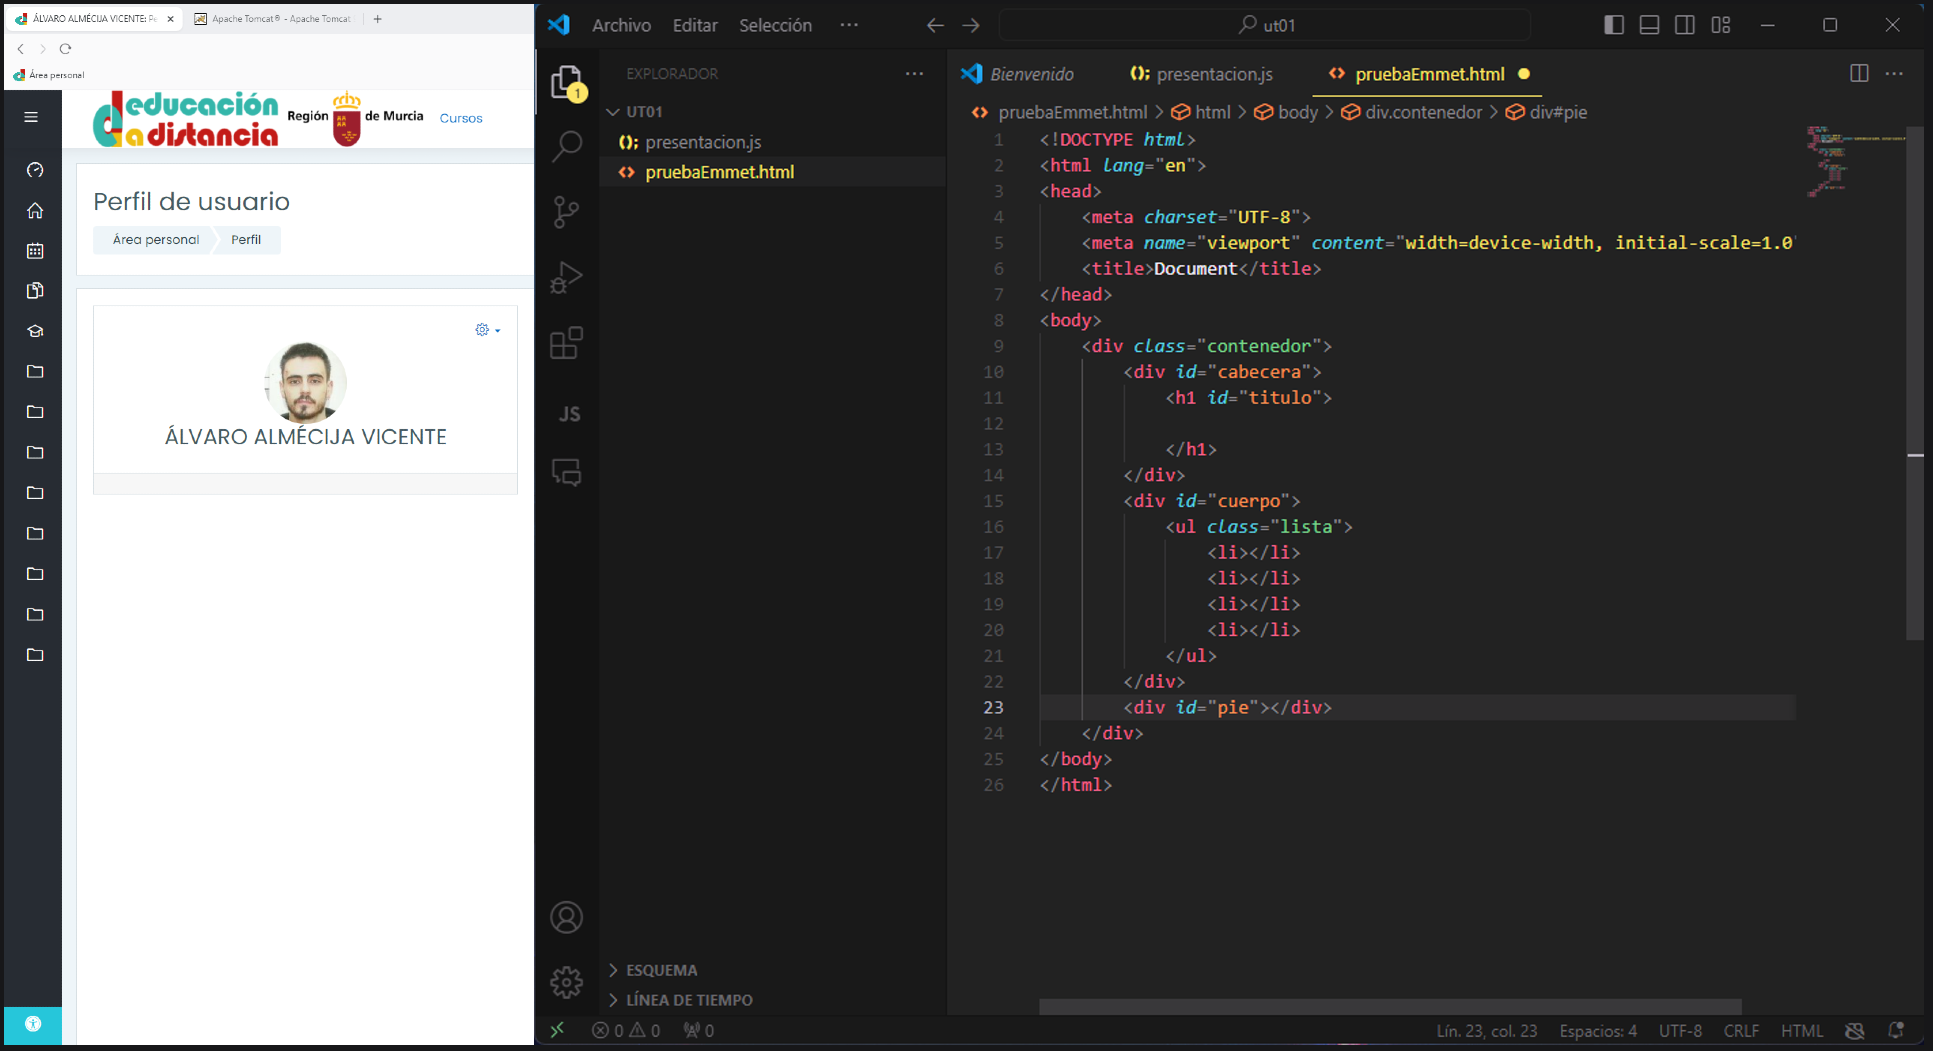 ÁLVARO ALMÉCIJA VICENTE: Pe
Apache Tomcat® - Apache Tomcat
Área personal
educación
a distancia
Región de Murcia
Cursos
Perfil de usuario
Área personal
Perfil
ÁLVARO ALMÉCIJA VICENTE
Archivo Editar Selección ···
ut01
EXPLORADOR ···
1
UT01
presentacion.js
pruebaEmmet.html
JS
ESQUEMA
LÍNEA DE TIEMPO
Bienvenido
presentacion.js
pruebaEmmet.html
pruebaEmmet.html > html > body > div.contenedor > div#pie
1 <!DOCTYPE html>
2 <html lang="en">
3 <head>
4 <meta charset="UTF-8">
5 <meta name="viewport" content="width=device-width, initial-scale=1.0"
6 <title>Document</title>
7 </head>
8 <body>
9 <div class="contenedor">
10 <div id="cabecera">
11 <h1 id="titulo">
12
13 </h1>
14 </div>
15 <div id="cuerpo">
16 <ul class="lista">
17 <li></li>
18 <li></li>
19 <li></li>
20 <li></li>
21 </ul>
22 </div>
23 <div id="pie"></div>
24 </div>
25 </body>
26 </html>
0 0 0
Lín. 23, col. 23 Espacios: 4 UTF-8 CRLF HTML